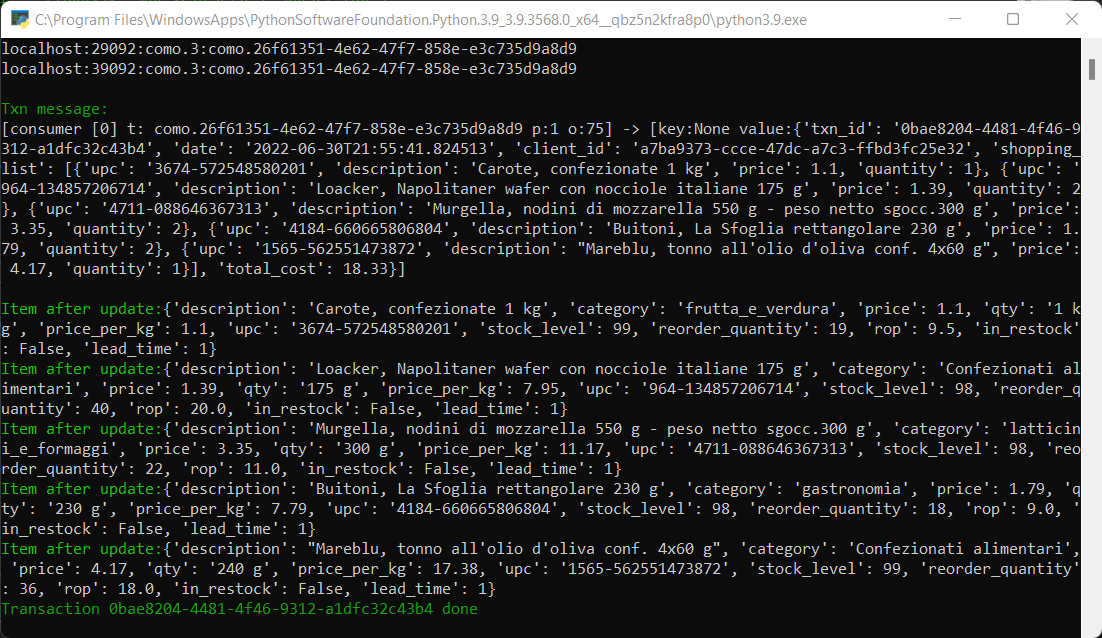 C:\Program Files\WindowsApps\PythonSoftwareFoundation.Python.3.9_3.9.3568.0_x64__qbz5n2kfra8p0\python3.9.exe
localhost:29092:como.3:como.26f61351-4e62-47f7-858e-e3c735d9a8d9
localhost:39092:como.3:como.26f61351-4e62-47f7-858e-e3c735d9a8d9
Txn message:
[consumer [0] t: como.26f61351-4e62-47f7-858e-e3c735d9a8d9 p:1 o:75] -> [key:None value:{'txn_id': '0bae8204-4481-4f46-9
312-a1dfc32c43b4', 'date': '2022-06-30T21:55:41.824513', 'client_id': 'a7ba9373-ccce-47dc-a7c3-ffbd3fc25e32', 'shopping_
list': [{'upc': '3674-572548580201', 'description': 'Carote, confezionate 1 kg', 'price': 1.1, 'quantity': 1}, {'upc': '
964-134857206714', 'description': 'Loacker, Napolitaner wafer con nocciole italiane 175 g', 'price': 1.39, 'quantity': 2
}, {'upc': '4711-088646367313', 'description': 'Murgella, nodini di mozzarella 550 g - peso netto sgocc.300 g', 'price':
 3.35, 'quantity': 2}, {'upc': '4184-660665806804', 'description': 'Buitoni, La Sfoglia rettangolare 230 g', 'price': 1.
79, 'quantity': 2}, {'upc': '1565-562551473872', 'description': "Mareblu, tonno all'olio d'oliva conf. 4x60 g", 'price':
 4.17, 'quantity': 1}], 'total_cost': 18.33}]
Item after update:{'description': 'Carote, confezionate 1 kg', 'category': 'frutta_e_verdura', 'price': 1.1, 'qty': '1 k
g', 'price_per_kg': 1.1, 'upc': '3674-572548580201', 'stock_level': 99, 'reorder_quantity': 19, 'rop': 9.5, 'in_restock'
: False, 'lead_time': 1}
Item after update:{'description': 'Loacker, Napolitaner wafer con nocciole italiane 175 g', 'category': 'Confezionati al
imentari', 'price': 1.39, 'qty': '175 g', 'price_per_kg': 7.95, 'upc': '964-134857206714', 'stock_level': 98, 'reorder_q
uantity': 40, 'rop': 20.0, 'in_restock': False, 'lead_time': 1}
Item after update:{'description': 'Murgella, nodini di mozzarella 550 g - peso netto sgocc.300 g', 'category': 'latticin
i_e_formaggi', 'price': 3.35, 'qty': '300 g', 'price_per_kg': 11.17, 'upc': '4711-088646367313', 'stock_level': 98, 'reo
rder_quantity': 22, 'rop': 11.0, 'in_restock': False, 'lead_time': 1}
Item after update:{'description': 'Buitoni, La Sfoglia rettangolare 230 g', 'category': 'gastronomia', 'price': 1.79, 'q
ty': '230 g', 'price_per_kg': 7.79, 'upc': '4184-660665806804', 'stock_level': 98, 'reorder_quantity': 18, 'rop': 9.0, '
in_restock': False, 'lead_time': 1}
Item after update:{'description': "Mareblu, tonno all'olio d'oliva conf. 4x60 g", 'category': 'Confezionati alimentari',
 'price': 4.17, 'qty': '240 g', 'price_per_kg': 17.38, 'upc': '1565-562551473872', 'stock_level': 99, 'reorder_quantity'
: 36, 'rop': 18.0, 'in_restock': False, 'lead_time': 1}
Transaction 0bae8204-4481-4f46-9312-a1dfc32c43b4 done